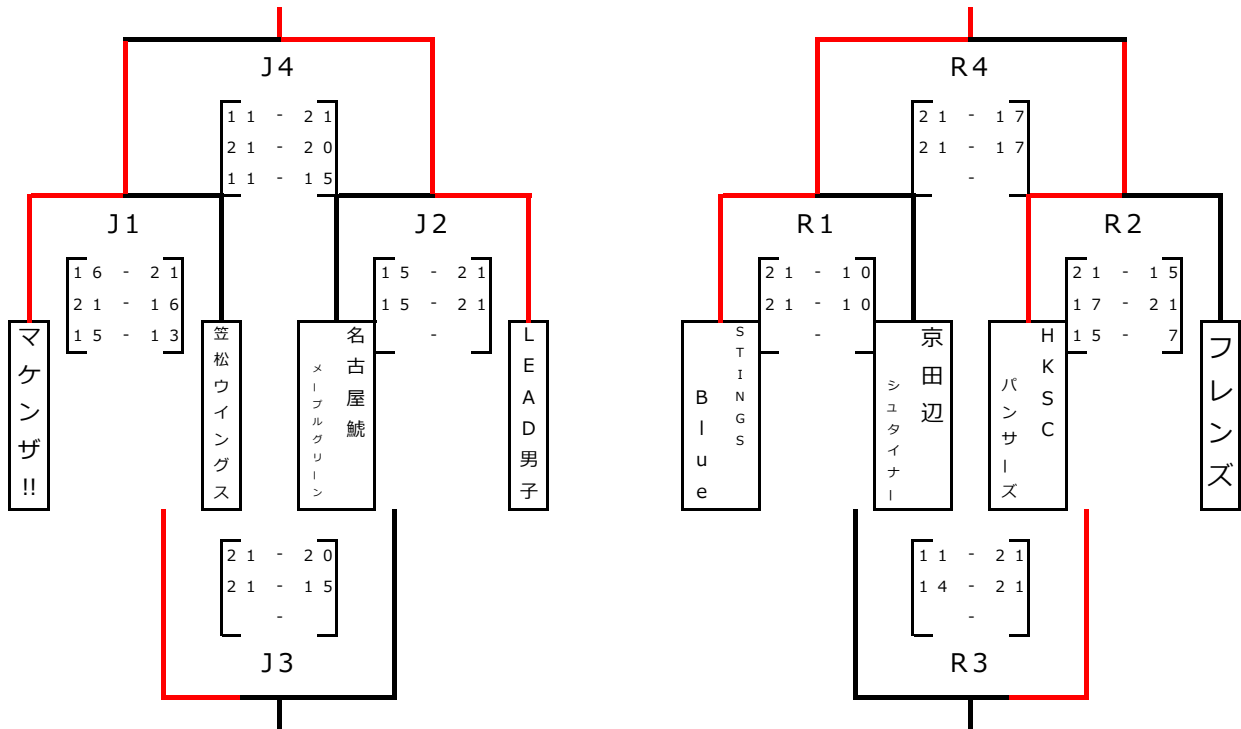 J4
11 - 21
21 - 20
11 - 15
J1
16 - 21
21 - 16
15 - 13
J2
15 - 21
15 - 21
-
マケンザ!!
笠松ウイングス
名古屋鯱
メープルグリーン
LEAD男子
21 - 20
21 - 15
-
J3
R4
21 - 17
21 - 17
-
R1
21 - 10
21 - 10
-
R2
21 - 15
17 - 21
15 - 7
STINGS
Blue
京田辺
シュタイナー
HKSC
パンサーズ
フレンズ
11 - 21
14 - 21
-
R3